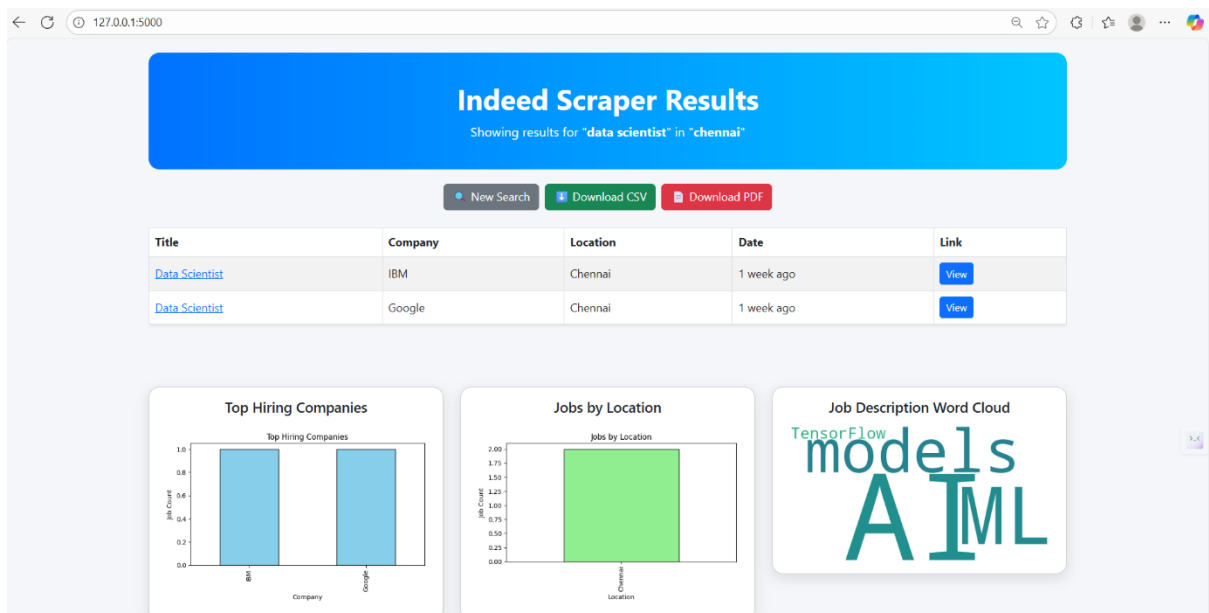 127.0.0.1:5000
Indeed Scraper Results
Showing results for "data scientist" in "chennai"
New Search Download CSV Download PDF
Title Company Location Date Link
Data Scientist IBM Chennai 1 week ago View
Data Scientist Google Chennai 1 week ago View
Top Hiring Companies
Top Hiring Companies
1.0
0.8
0.6
0.4
0.2
0.0
Job Count
IBM Google
Company
Jobs by Location
Jobs by Location
2.00
1.75
1.50
1.25
1.00
0.75
0.50
0.25
0.00
Job Count
Chennai
Location
Job Description Word Cloud
TensorFlow
models
AI ML